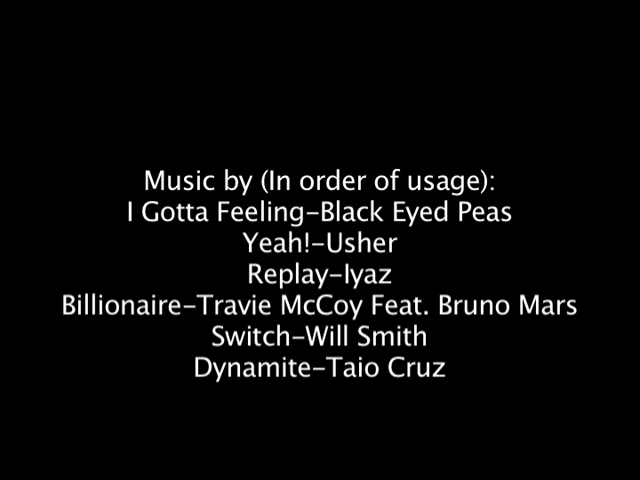 Music by (In order of usage):
I Gotta Feeling-Black Eyed Peas
Yeah!-Usher
Replay-Iyaz
Billionaire-Travie McCoy Feat. Bruno Mars
Switch-Will Smith
Dynamite-Taio Cruz